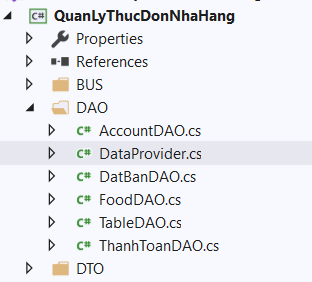 QuanLyThucDonNhaHang
Properties
References
BUS
DAO
C# AccountDAO.cs
C# DataProvider.cs
C# DatBanDAO.cs
C# FoodDAO.cs
C# TableDAO.cs
C# ThanhToanDAO.cs
DTO